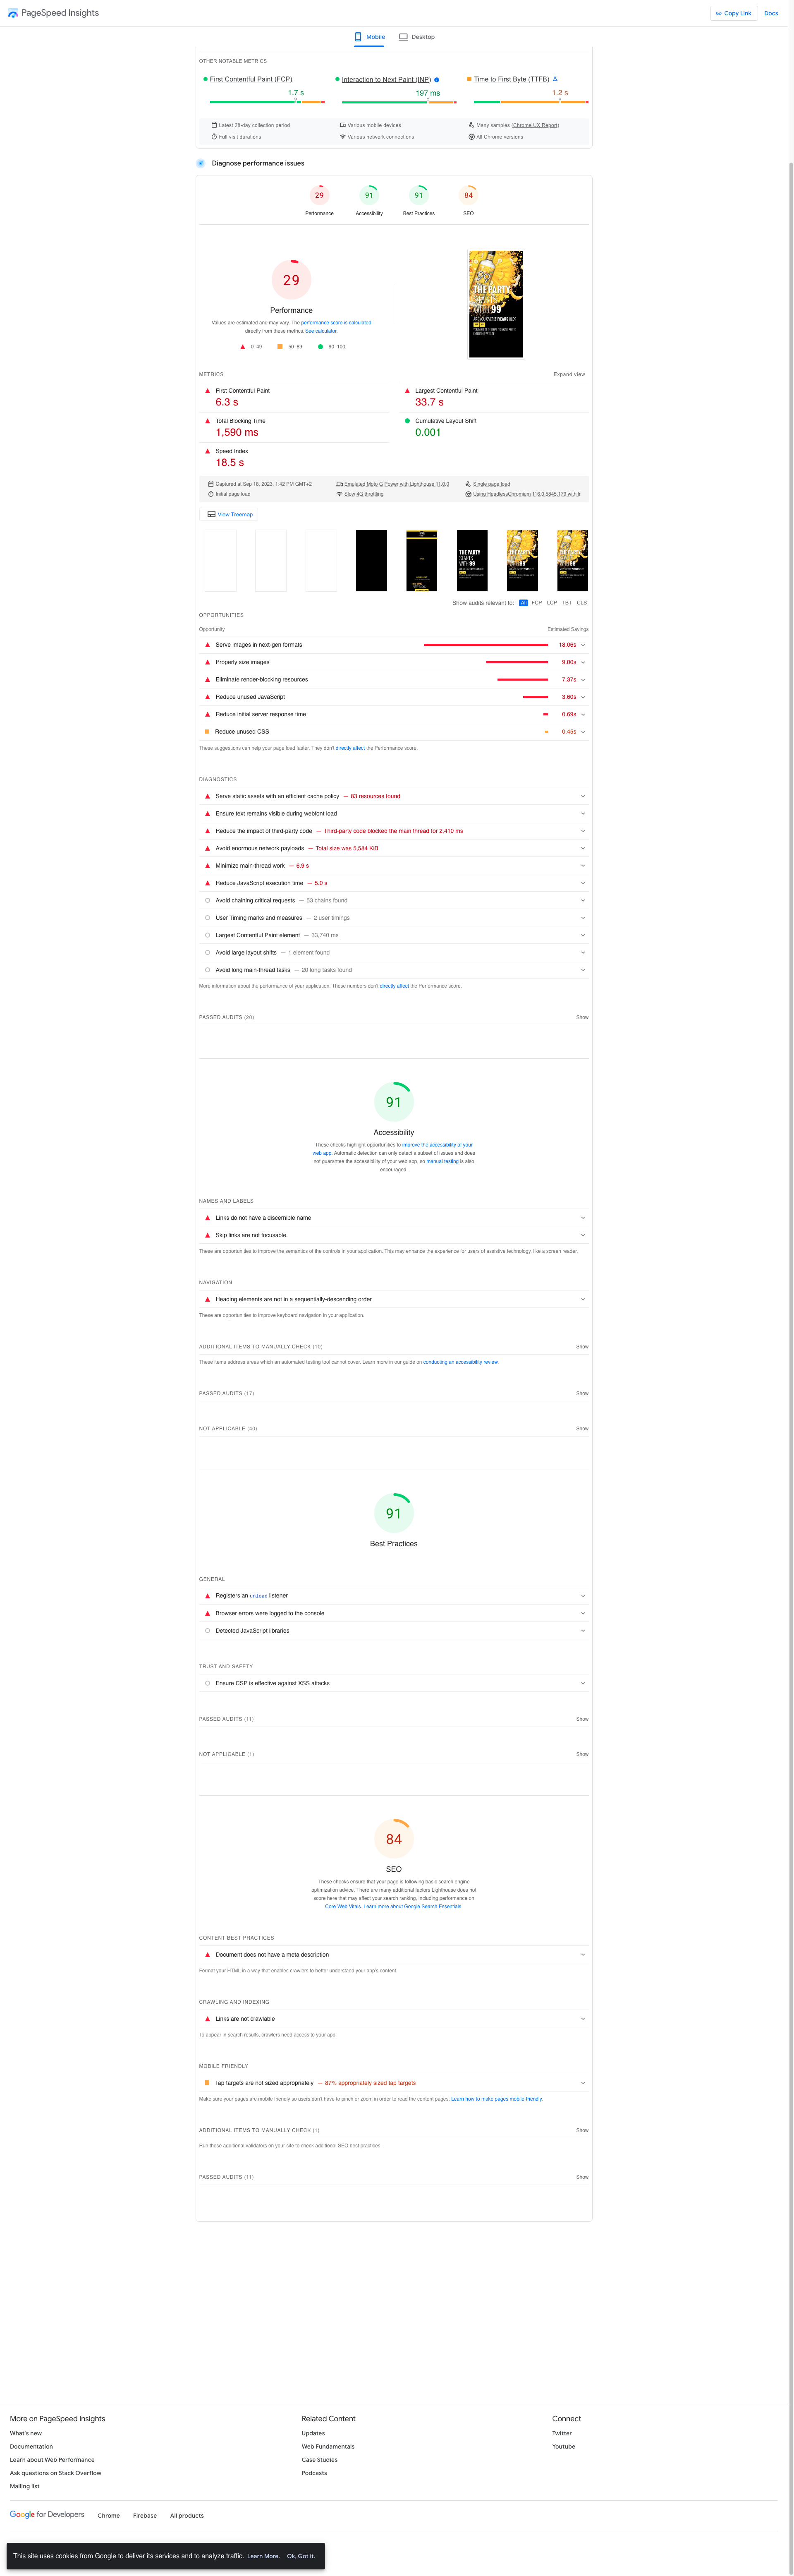 PageSpeed Insights
Copy Link
Docs
Mobile
Desktop
OTHER NOTABLE METRICS
First Contentful Paint (FCP)
1.7 s
Interaction to Next Paint (INP)
197 ms
Time to First Byte (TTFB)
1.2 s
Latest 28-day collection period
Various mobile devices
Many samples (Chrome UX Report)
Full visit durations
Various network connections
All Chrome versions
Diagnose performance issues
29
91
91
84
Performance
Accessibility
Best Practices
SEO
29
Performance
Values are estimated and may vary. The performance score is calculated
directly from these metrics. See calculator.
0–49
50–89
90–100
THE PARTY
WITH 99
METRICS
Expand view
First Contentful Paint
6.3 s
Largest Contentful Paint
33.7 s
Total Blocking Time
1,590 ms
Cumulative Layout Shift
0.001
Speed Index
18.5 s
Captured at Sep 18, 2023, 1:42 PM GMT+2
Emulated Moto G Power with Lighthouse 11.0.0
Single page load
Initial page load
Slow 4G throttling
Using HeadlessChromium 116.0.5845.179 with lr
View Treemap
THE PARTY
STARTS
WITH 99
THE PARTY
STARTS
WITH 99
THE PARTY
STARTS
WITH 99
Show audits relevant to:
All
FCP
LCP
TBT
CLS
OPPORTUNITIES
Opportunity
Estimated Savings
Serve images in next-gen formats
18.06s
Properly size images
9.00s
Eliminate render-blocking resources
7.37s
Reduce unused JavaScript
3.60s
Reduce initial server response time
0.69s
Reduce unused CSS
0.45s
These suggestions can help your page load faster. They don't directly affect the Performance score.
DIAGNOSTICS
Serve static assets with an efficient cache policy — 83 resources found
Ensure text remains visible during webfont load
Reduce the impact of third-party code — Third-party code blocked the main thread for 2,410 ms
Avoid enormous network payloads — Total size was 5,584 KiB
Minimize main-thread work — 6.9 s
Reduce JavaScript execution time — 5.0 s
Avoid chaining critical requests — 53 chains found
User Timing marks and measures — 2 user timings
Largest Contentful Paint element — 33,740 ms
Avoid large layout shifts — 1 element found
Avoid long main-thread tasks — 20 long tasks found
More information about the performance of your application. These numbers don't directly affect the Performance score.
PASSED AUDITS (20)
Show
91
Accessibility
These checks highlight opportunities to improve the accessibility of your
web app. Automatic detection can only detect a subset of issues and does
not guarantee the accessibility of your web app, so manual testing is also
encouraged.
NAMES AND LABELS
Links do not have a discernible name
Skip links are not focusable.
These are opportunities to improve the semantics of the controls in your application. This may enhance the experience for users of assistive technology, like a screen reader.
NAVIGATION
Heading elements are not in a sequentially-descending order
These are opportunities to improve keyboard navigation in your application.
ADDITIONAL ITEMS TO MANUALLY CHECK (10)
Show
These items address areas which an automated testing tool cannot cover. Learn more in our guide on conducting an accessibility review.
PASSED AUDITS (17)
Show
NOT APPLICABLE (40)
Show
91
Best Practices
GENERAL
Registers an unload listener
Browser errors were logged to the console
Detected JavaScript libraries
TRUST AND SAFETY
Ensure CSP is effective against XSS attacks
PASSED AUDITS (11)
Show
NOT APPLICABLE (1)
Show
84
SEO
These checks ensure that your page is following basic search engine
optimization advice. There are many additional factors Lighthouse does not
score here that may affect your search ranking, including performance on
Core Web Vitals. Learn more about Google Search Essentials.
CONTENT BEST PRACTICES
Document does not have a meta description
Format your HTML in a way that enables crawlers to better understand your app's content.
CRAWLING AND INDEXING
Links are not crawlable
To appear in search results, crawlers need access to your app.
MOBILE FRIENDLY
Tap targets are not sized appropriately — 87% appropriately sized tap targets
Make sure your pages are mobile friendly so users don't have to pinch or zoom in order to read the content pages. Learn how to make pages mobile-friendly.
ADDITIONAL ITEMS TO MANUALLY CHECK (1)
Show
Run these additional validators on your site to check additional SEO best practices.
PASSED AUDITS (11)
Show
More on PageSpeed Insights
What's new
Documentation
Learn about Web Performance
Ask questions on Stack Overflow
Mailing list
Related Content
Updates
Web Fundamentals
Case Studies
Podcasts
Connect
Twitter
Youtube
Google for Developers
Chrome
Firebase
All products
This site uses cookies from Google to deliver its services and to analyze traffic.
Learn More.
Ok, Got it.